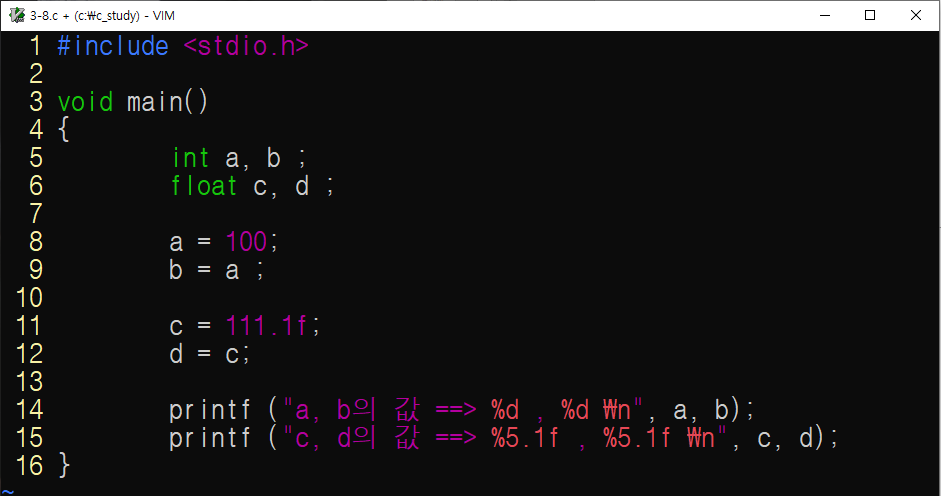 3-8.c + (c:₩c_study) - VIM
1 #include <stdio.h>
2
3 void main()
4 {
5 int a, b ;
6 float c, d ;
7
8 a = 100;
9 b = a ;
10
11 c = 111.1f;
12 d = c;
13
14 printf ("a, b의 값 ==> %d , %d ₩n", a, b);
15 printf ("c, d의 값 ==> %5.1f , %5.1f ₩n", c, d);
16 }
~